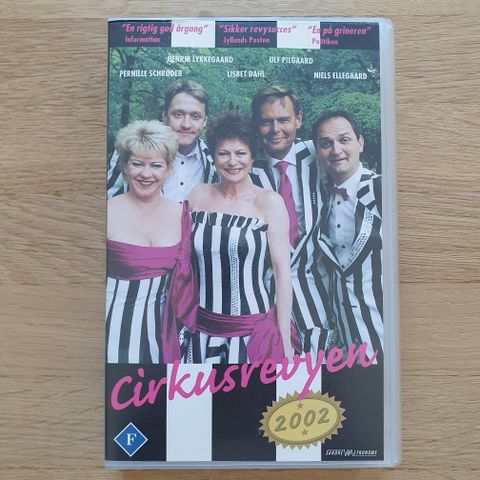 "En rigtig god årgang"
Information
"Sikker revysucces"
Jyllands Posten
"En på grineren"
Politiken
HENRIK LYKKEGAARD
ULF PILGAARD
PERNILLE SCHRØDER
LISBET DAHL
NIELS ELLEGAARD
Cirkusrevyen
2002
F